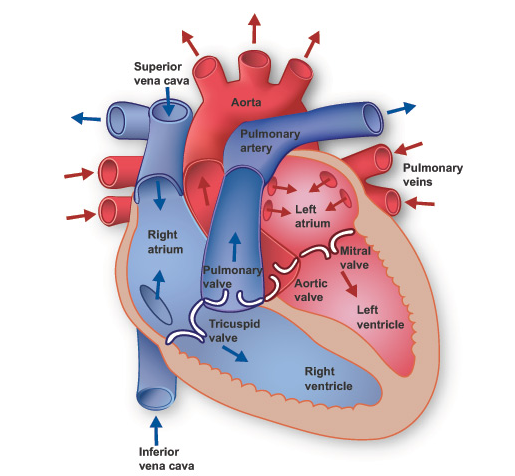 Superior
vena cava
Aorta
Pulmonary
artery
Pulmonary
veins
Left
atrium
Right
atrium
Mitral
valve
Pulmonary
valve
Aortic
valve
Left
ventricle
Tricuspid
valve
Right
ventricle
Inferior
vena cava